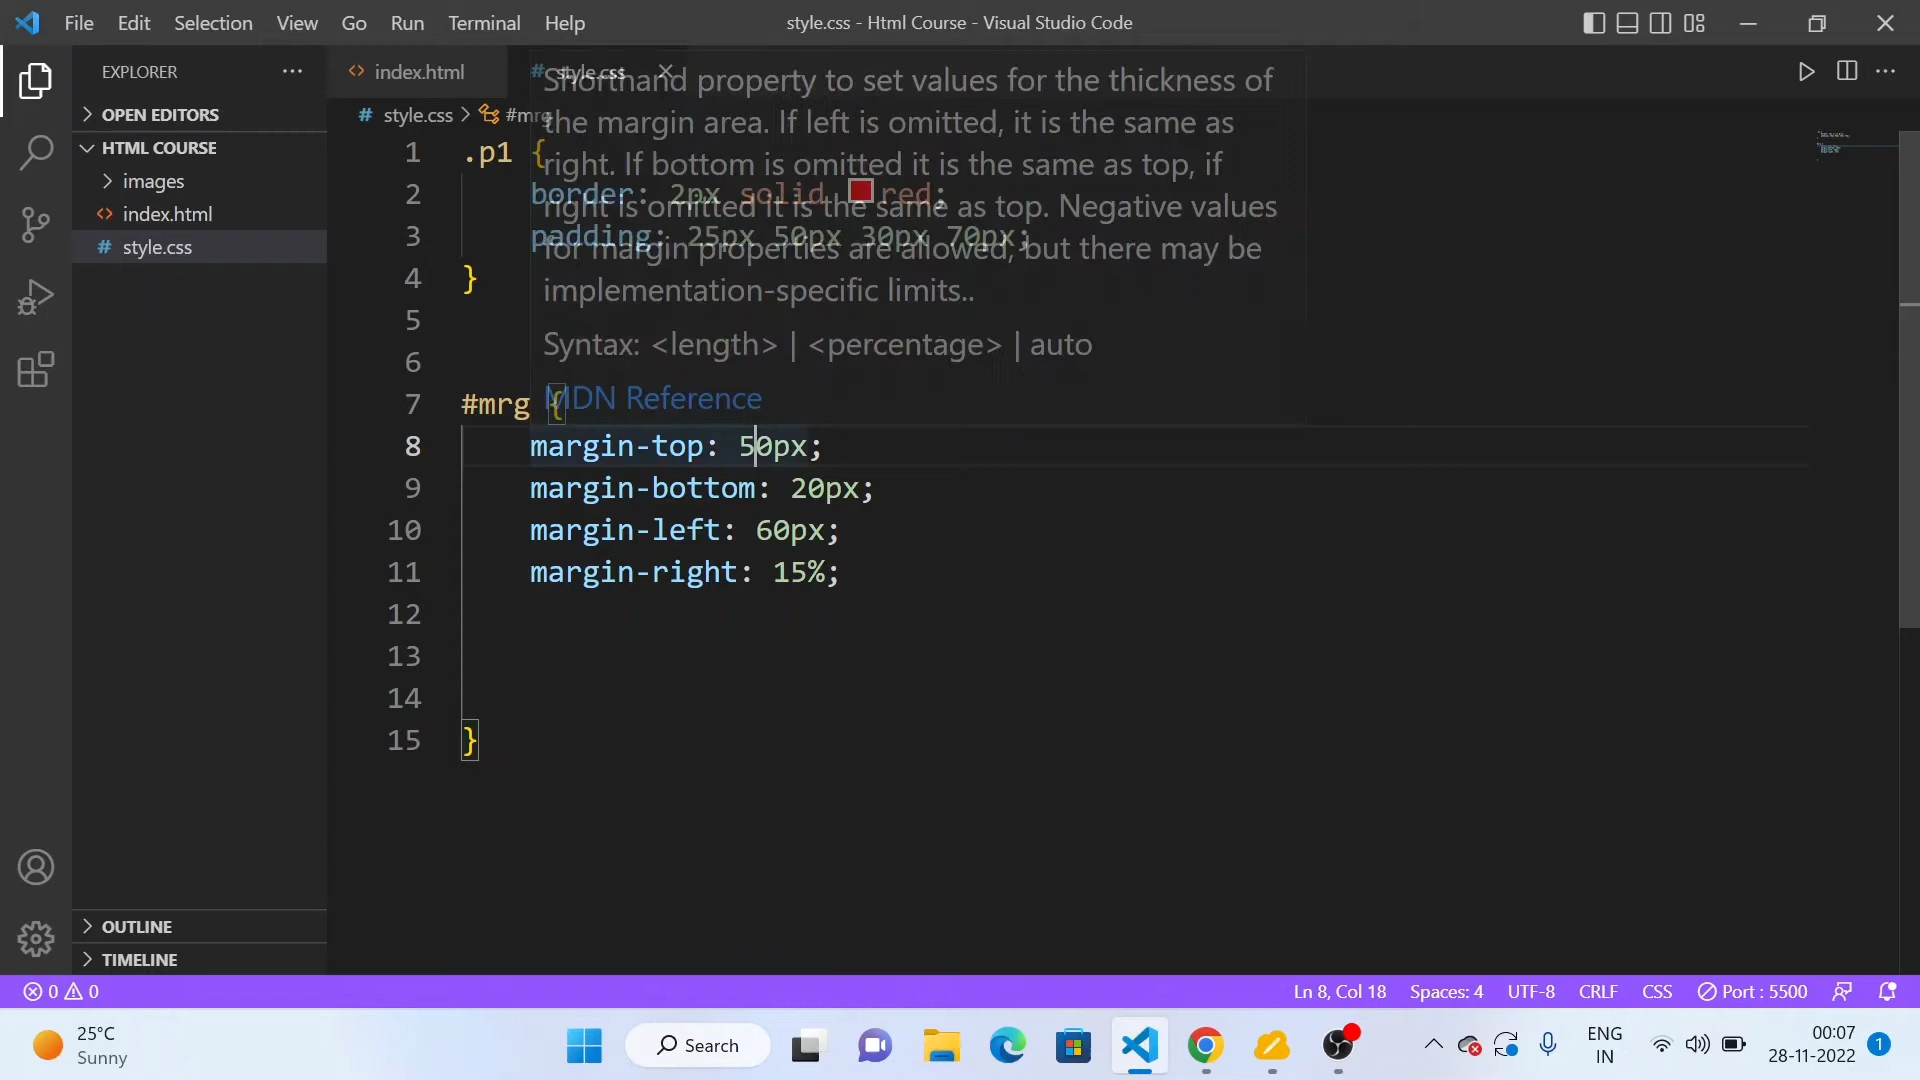 File Edit Selection View Go Run Terminal Help
style.css - Html Course - Visual Studio Code
EXPLORER
OPEN EDITORS
HTML COURSE
images
index.html
style.css
OUTLINE
TIMELINE
index.html
# style.css
# style.css > #mrg
Shorthand property to set values for the thickness of
the margin area. If left is omitted, it is the same as
right. If bottom is omitted it is the same as top, if
right is omitted it is the same as top. Negative values
for margin properties are allowed, but there may be
implementation-specific limits..
Syntax: <length> | <percentage> | auto
MDN Reference
1 .p1 {
2 border: 2px solid red;
3 padding: 25px 50px 30px 70px;
4 }
5
6
7 #mrg {
8 margin-top: 50px;
9 margin-bottom: 20px;
10 margin-left: 60px;
11 margin-right: 15%;
12
13
14
15 }
0 0
Ln 8, Col 18 Spaces: 4 UTF-8 CRLF CSS Port : 5500
25°C
Sunny
Search
ENG
IN
00:07
28-11-2022
1